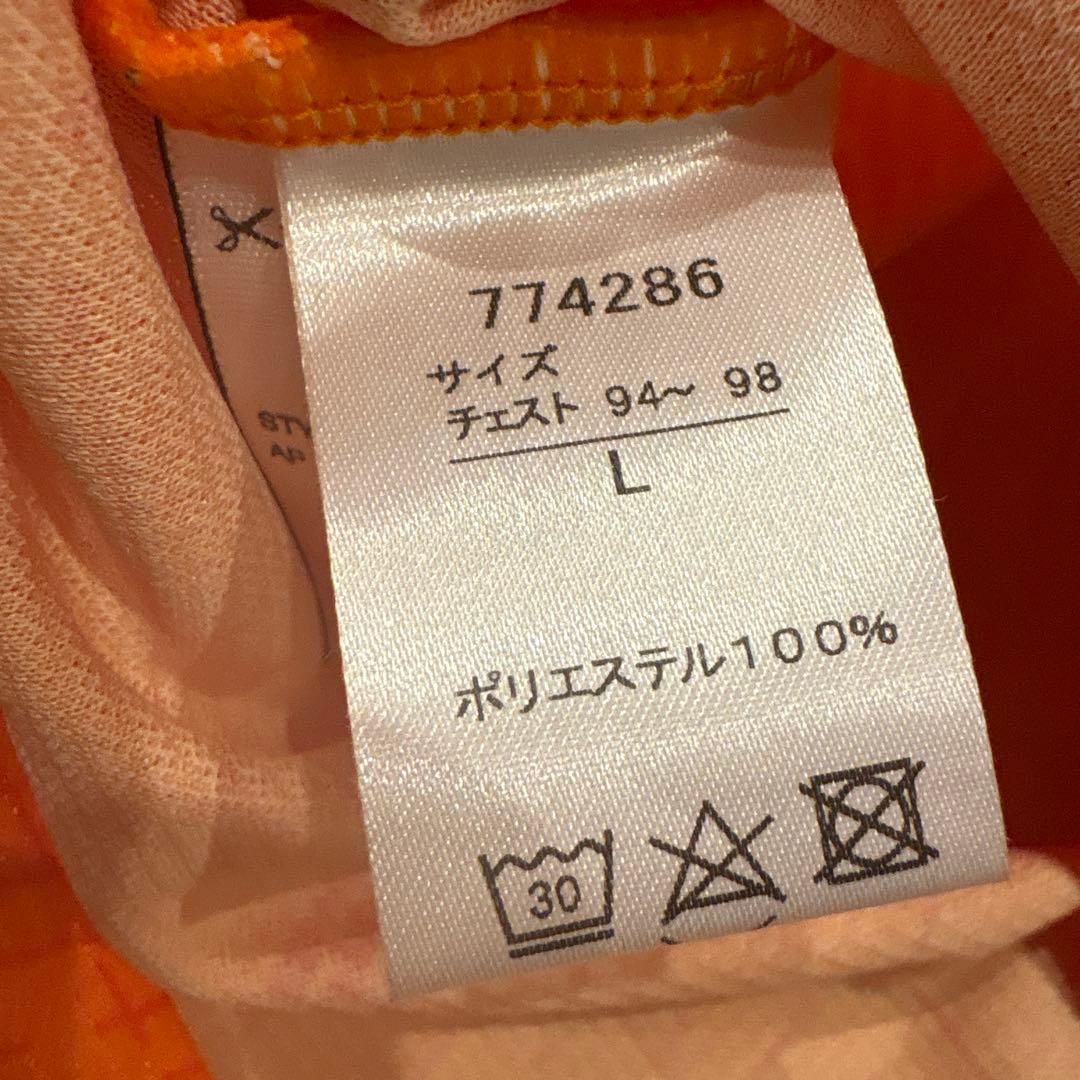 774286
サイズ
チェスト 94～ 98
L
ポリエステル100%
30